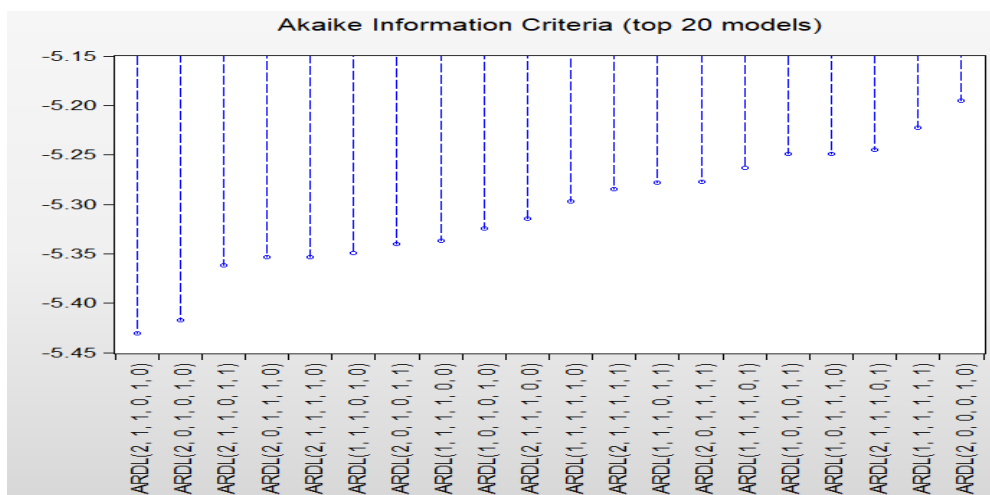 Akaike Information Criteria (top 20 models)
-5.15
-5.20
-5.25
-5.30
-5.35
-5.40
-5.45
ARDL(2, 1, 1, 0, 1, 0)
ARDL(2, 0, 1, 0, 1, 0)
ARDL(2, 1, 1, 0, 1, 1)
ARDL(2, 0, 1, 1, 1, 0)
ARDL(2, 1, 1, 1, 1, 0)
ARDL(1, 1, 1, 0, 1, 0)
ARDL(2, 0, 1, 0, 1, 1)
ARDL(1, 1, 1, 1, 0, 0)
ARDL(1, 0, 1, 0, 1, 0)
ARDL(2, 1, 1, 1, 0, 0)
ARDL(1, 1, 1, 1, 1, 0)
ARDL(2, 1, 1, 1, 1, 1)
ARDL(1, 1, 1, 0, 1, 1)
ARDL(2, 0, 1, 1, 1, 1)
ARDL(1, 1, 1, 1, 0, 1)
ARDL(1, 0, 1, 0, 1, 1)
ARDL(1, 0, 1, 1, 1, 0)
ARDL(2, 1, 1, 1, 0, 1)
ARDL(1, 1, 1, 1, 1, 1)
ARDL(2, 0, 0, 0, 1, 0)